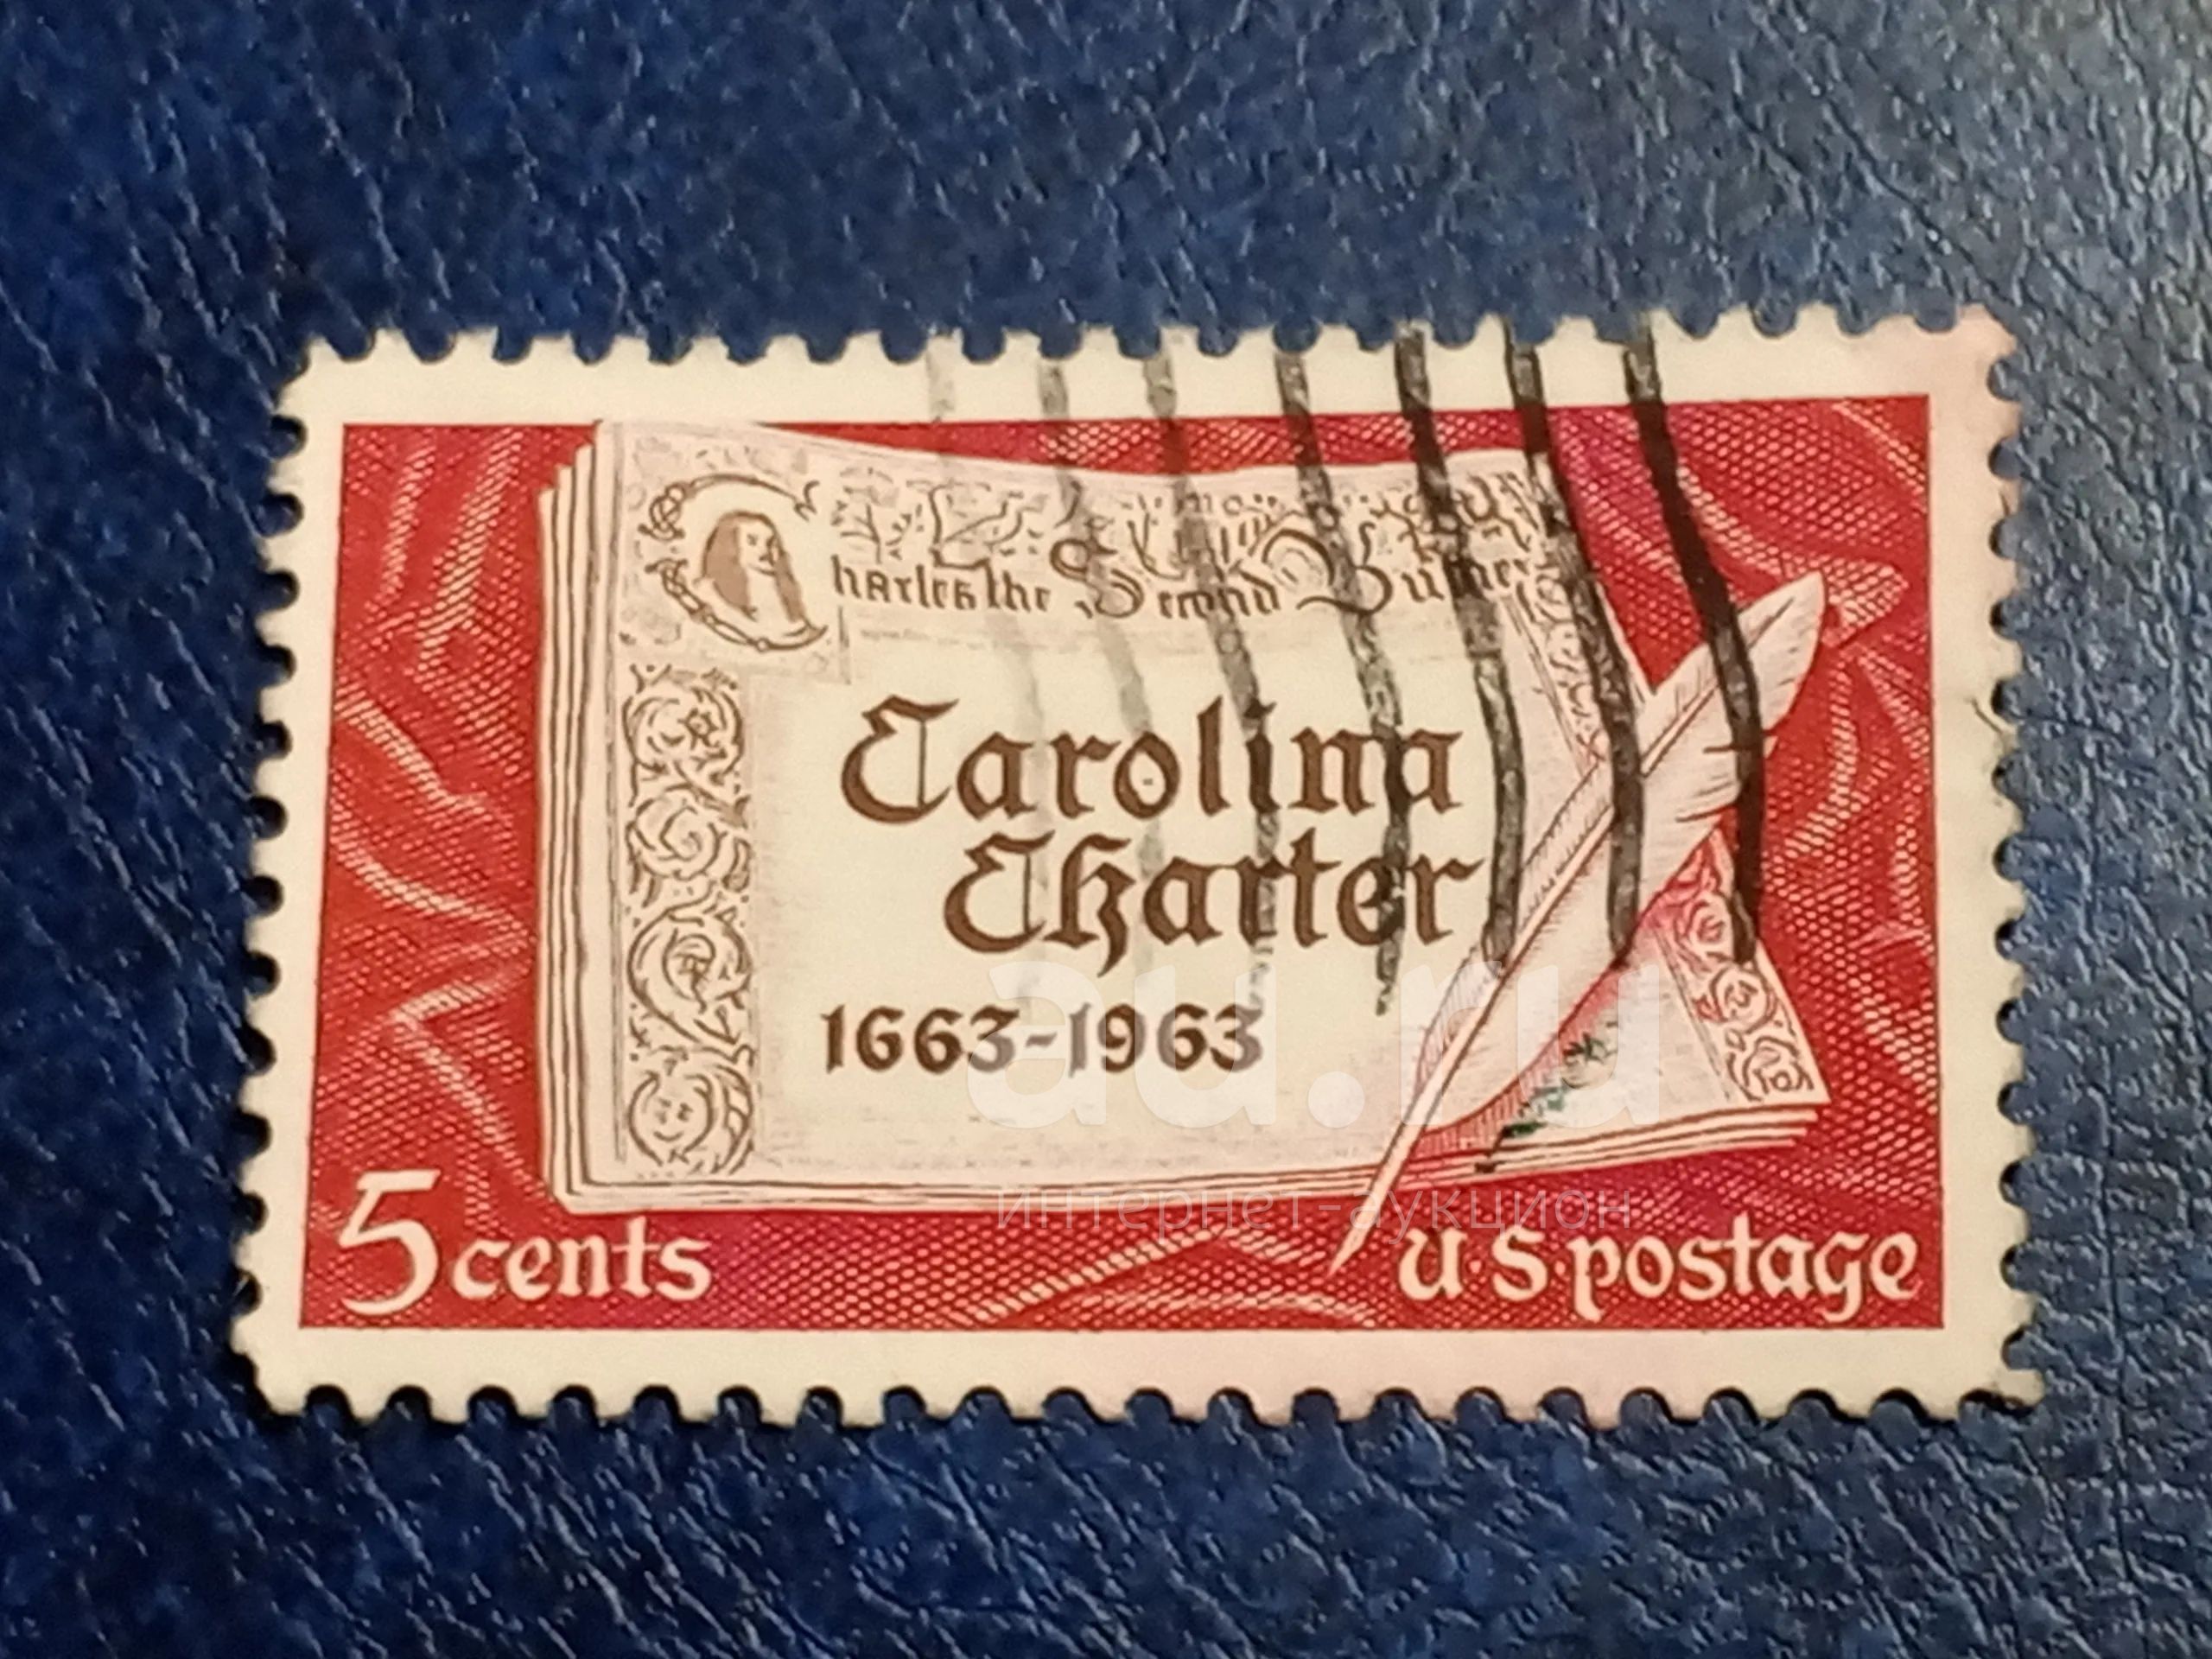 Charles the Second
Carolina
Charter
1663-1963
au.ru
интернет-аукцион
5 cents
U·S·postage